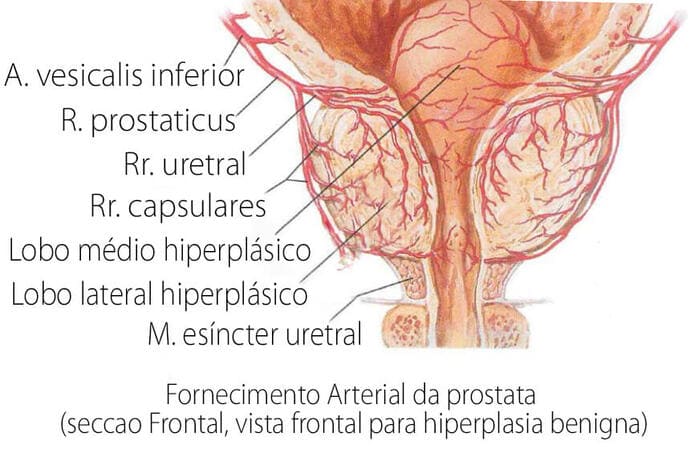 A. vesicalis inferior
R. prostaticus
Rr. uretral
Rr. capsulares
Lobo médio hiperplásico
Lobo lateral hiperplásico
M. esíncter uretral
Fornecimento Arterial da prostata
(seccao Frontal, vista frontal para hiperplasia benigna)